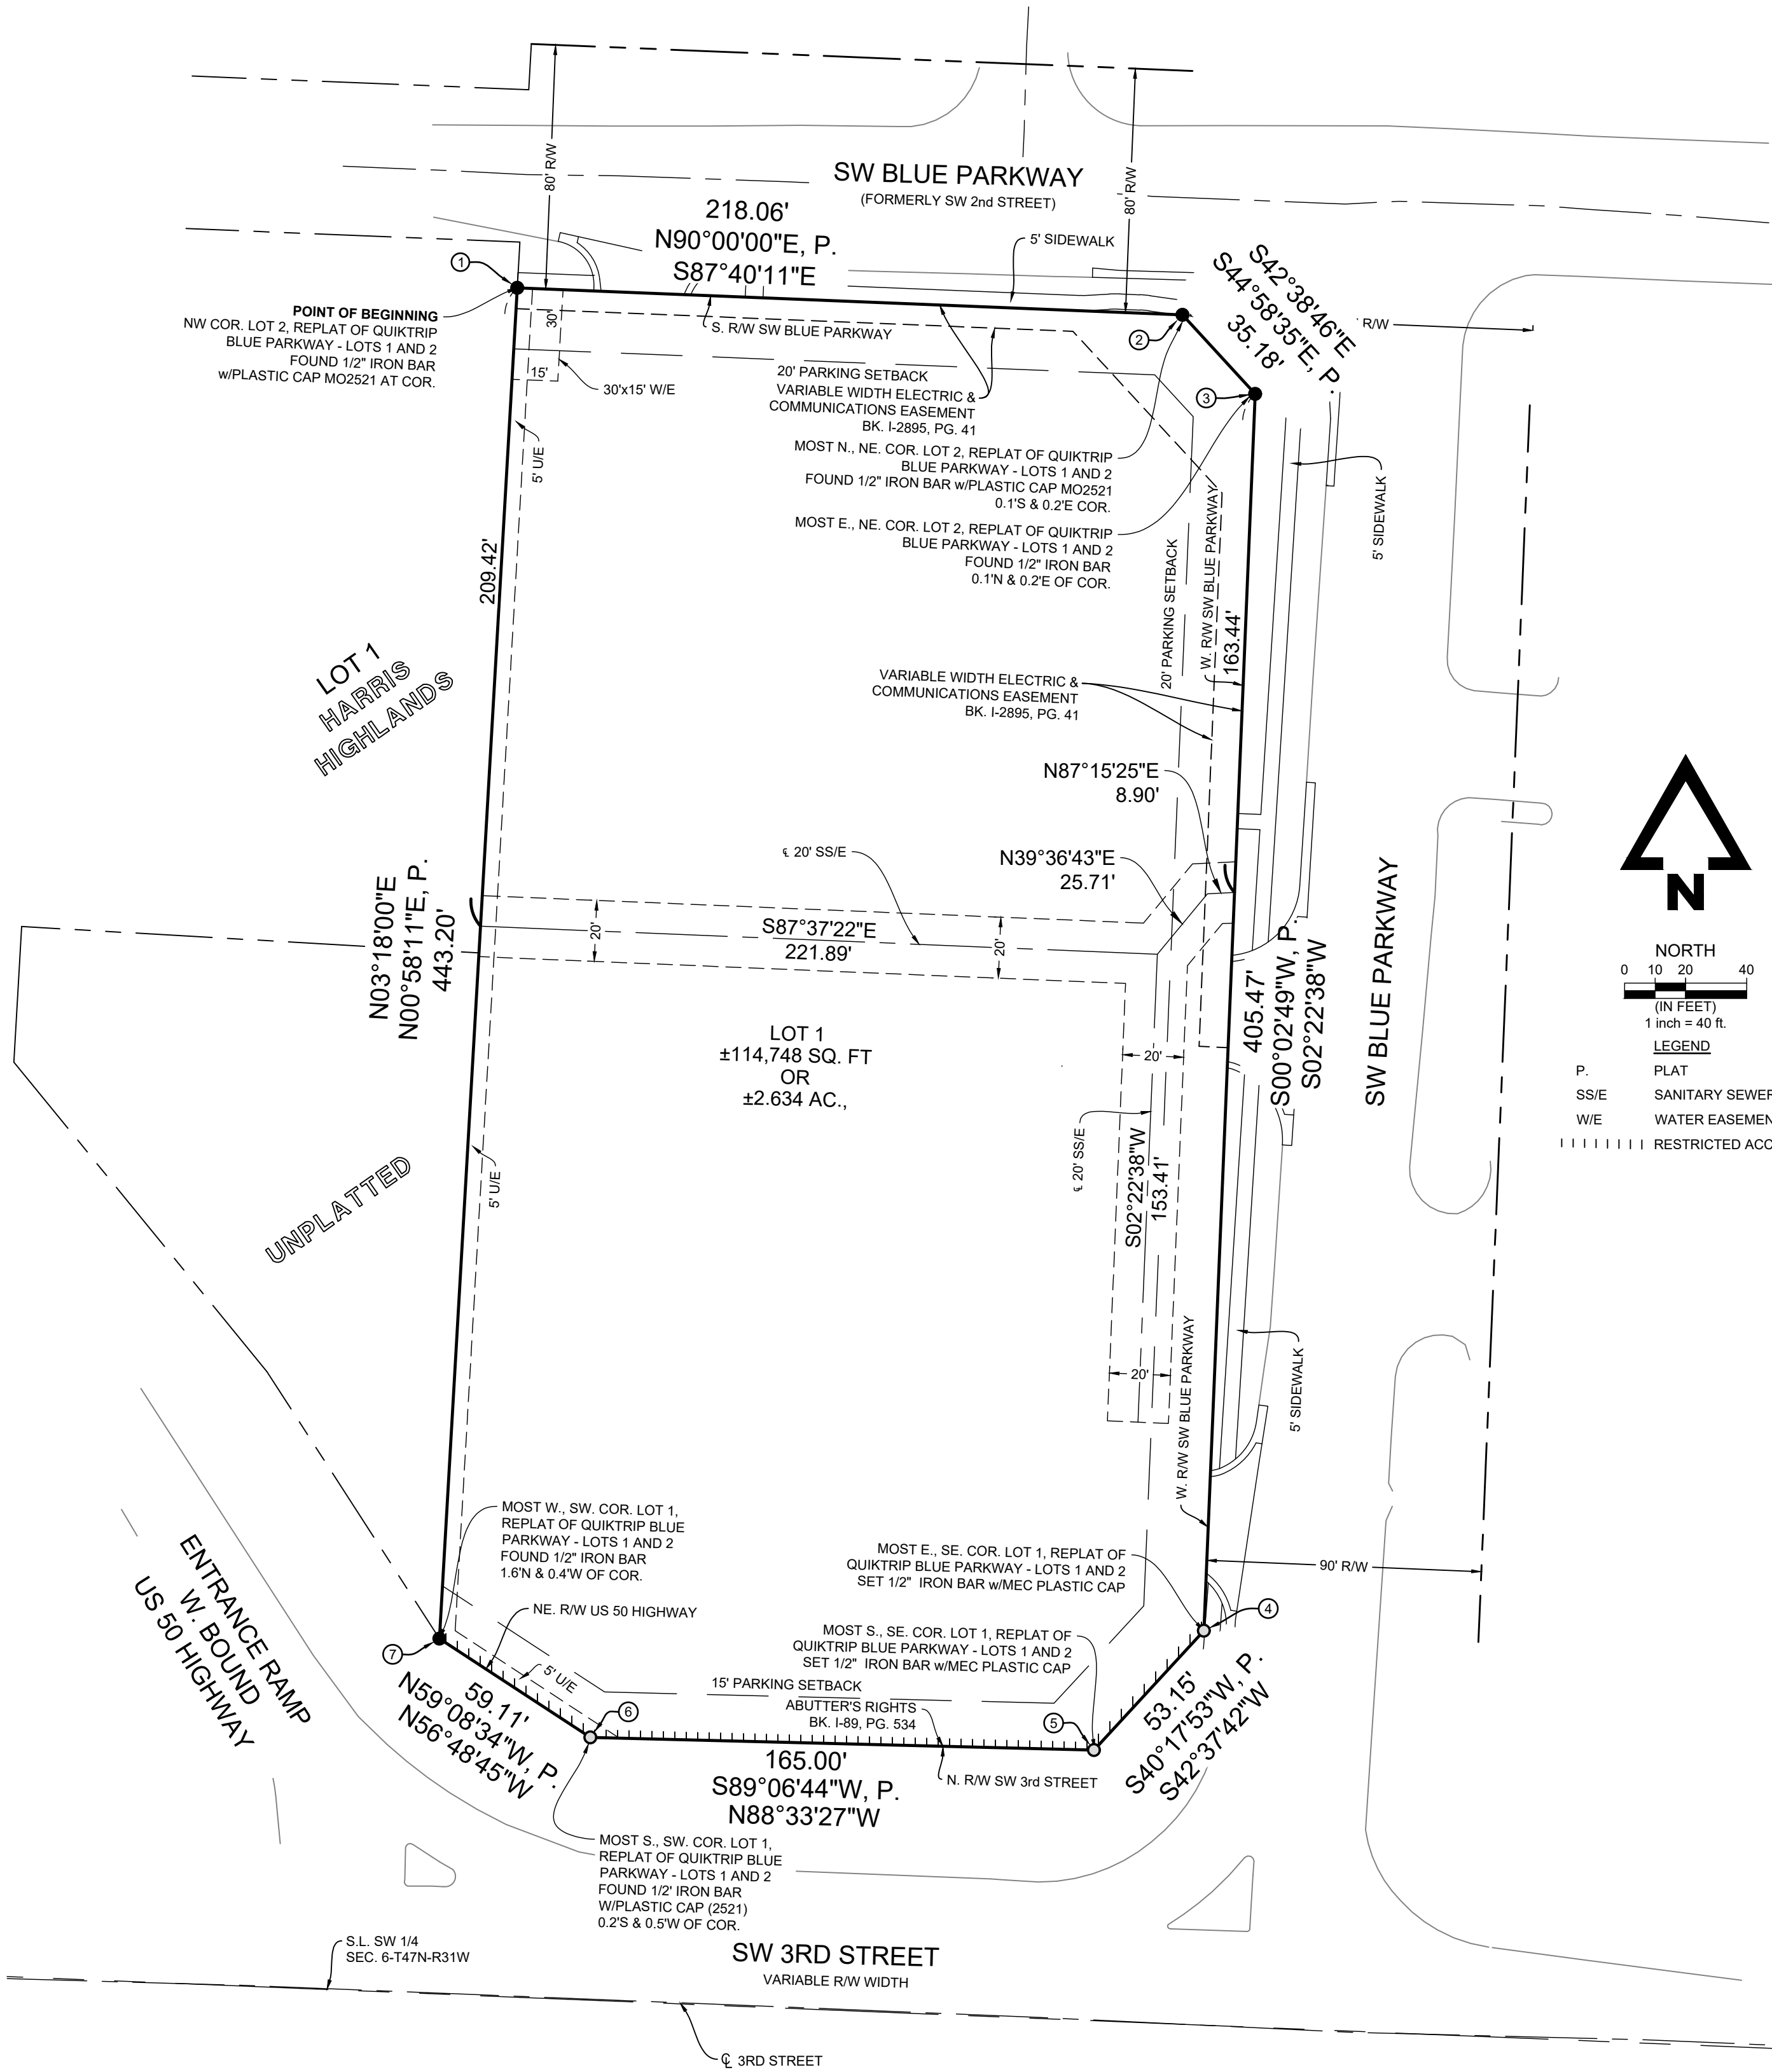 80' R/W
SW BLUE PARKWAY
(FORMERLY SW 2nd STREET)
80' R/W
218.06'
N90°00'00"E, P.
S87°40'11"E
5' SIDEWALK
S42°38'46"E
S44°58'35"E, P.
35.18'
R/W
1
POINT OF BEGINNING
NW COR. LOT 2, REPLAT OF QUIKTRIP
BLUE PARKWAY - LOTS 1 AND 2
FOUND 1/2" IRON BAR
w/PLASTIC CAP MO2521 AT COR.
30'
15'
30'x15' W/E
S. R/W SW BLUE PARKWAY
2
3
20' PARKING SETBACK
VARIABLE WIDTH ELECTRIC &
COMMUNICATIONS EASEMENT
BK. I-2895, PG. 41
MOST N., NE. COR. LOT 2, REPLAT OF QUIKTRIP
BLUE PARKWAY - LOTS 1 AND 2
FOUND 1/2" IRON BAR w/PLASTIC CAP MO2521
0.1'S & 0.2'E COR.
MOST E., NE. COR. LOT 2, REPLAT OF QUIKTRIP
BLUE PARKWAY - LOTS 1 AND 2
FOUND 1/2" IRON BAR
0.1'N & 0.2'E OF COR.
5' U/E
209.42'
20' PARKING SETBACK
W. R/W SW BLUE PARKWAY
163.44'
5' SIDEWALK
LOT 1
HARRIS
HIGHLANDS
VARIABLE WIDTH ELECTRIC &
COMMUNICATIONS EASEMENT
BK. I-2895, PG. 41
N87°15'25"E
8.90'
N39°36'43"E
25.71'
℄ 20' SS/E
N03°18'00"E
N00°58'11"E, P.
443.20'
20'
S87°37'22"E
221.89'
20'
405.47'
S00°02'49"W, P.
S02°22'38"W
SW BLUE PARKWAY
N
NORTH
0 10 20 40
(IN FEET)
1 inch = 40 ft.
LEGEND
P. PLAT
SS/E SANITARY SEWER
W/E WATER EASEMEN
RESTRICTED ACC
LOT 1
±114,748 SQ. FT
OR
±2.634 AC.,
20'
℄ 20' SS/E
S02°22'38"W
153.41'
20'
UNPLATTED
5' U/E
W. R/W SW BLUE PARKWAY
5' SIDEWALK
MOST W., SW. COR. LOT 1,
REPLAT OF QUIKTRIP BLUE
PARKWAY - LOTS 1 AND 2
FOUND 1/2" IRON BAR
1.6'N & 0.4'W OF COR.
MOST E., SE. COR. LOT 1, REPLAT OF
QUIKTRIP BLUE PARKWAY - LOTS 1 AND 2
SET 1/2" IRON BAR w/MEC PLASTIC CAP
90' R/W
4
NE. R/W US 50 HIGHWAY
MOST S., SE. COR. LOT 1, REPLAT OF
QUIKTRIP BLUE PARKWAY - LOTS 1 AND 2
SET 1/2" IRON BAR w/MEC PLASTIC CAP
ENTRANCE RAMP
W. BOUND
US 50 HIGHWAY
7
5' U/E
15' PARKING SETBACK
ABUTTER'S RIGHTS
BK. I-89, PG. 534
6
5
59.11'
N59°08'34"W, P.
N56°48'45"W
53.15'
S40°17'53"W, P.
S42°37'42"W
165.00'
S89°06'44"W, P.
N88°33'27"W
N. R/W SW 3rd STREET
MOST S., SW. COR. LOT 1,
REPLAT OF QUIKTRIP BLUE
PARKWAY - LOTS 1 AND 2
FOUND 1/2' IRON BAR
W/PLASTIC CAP (2521)
0.2'S & 0.5'W OF COR.
S.L. SW 1/4
SEC. 6-T47N-R31W
SW 3RD STREET
VARIABLE R/W WIDTH
℄ 3RD STREET